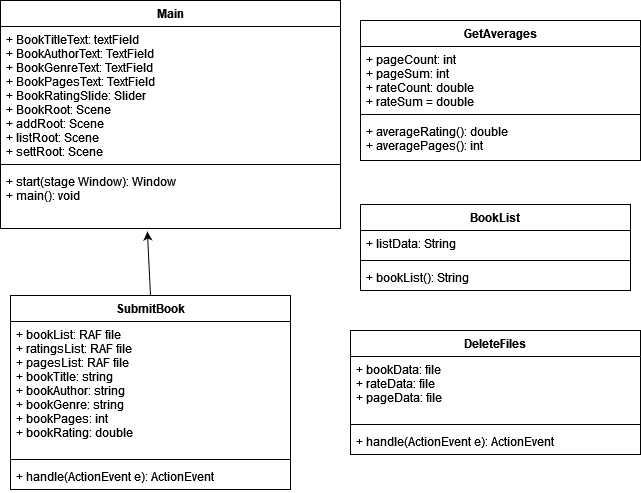 Main
+ BookTitleText: textField
+ BookAuthorText: TextField
+ BookGenreText: TextField
+ BookPagesText: TextField
+ BookRatingSlide: Slider
+ BookRoot: Scene
+ addRoot: Scene
+ listRoot: Scene
+ settRoot: Scene
+ start(stage Window): Window
+ main(): void
GetAverages
+ pageCount: int
+ pageSum: int
+ rateCount: double
+ rateSum = double
+ averageRating(): double
+ averagePages(): int
BookList
+ listData: String
+ bookList(): String
SubmitBook
+ bookList: RAF file
+ ratingsList: RAF file
+ pagesList: RAF file
+ bookTitle: string
+ bookAuthor: string
+ bookGenre: string
+ bookPages: int
+ bookRating: double
+ handle(ActionEvent e): ActionEvent
DeleteFiles
+ bookData: file
+ rateData: file
+ pageData: file
+ handle(ActionEvent e): ActionEvent